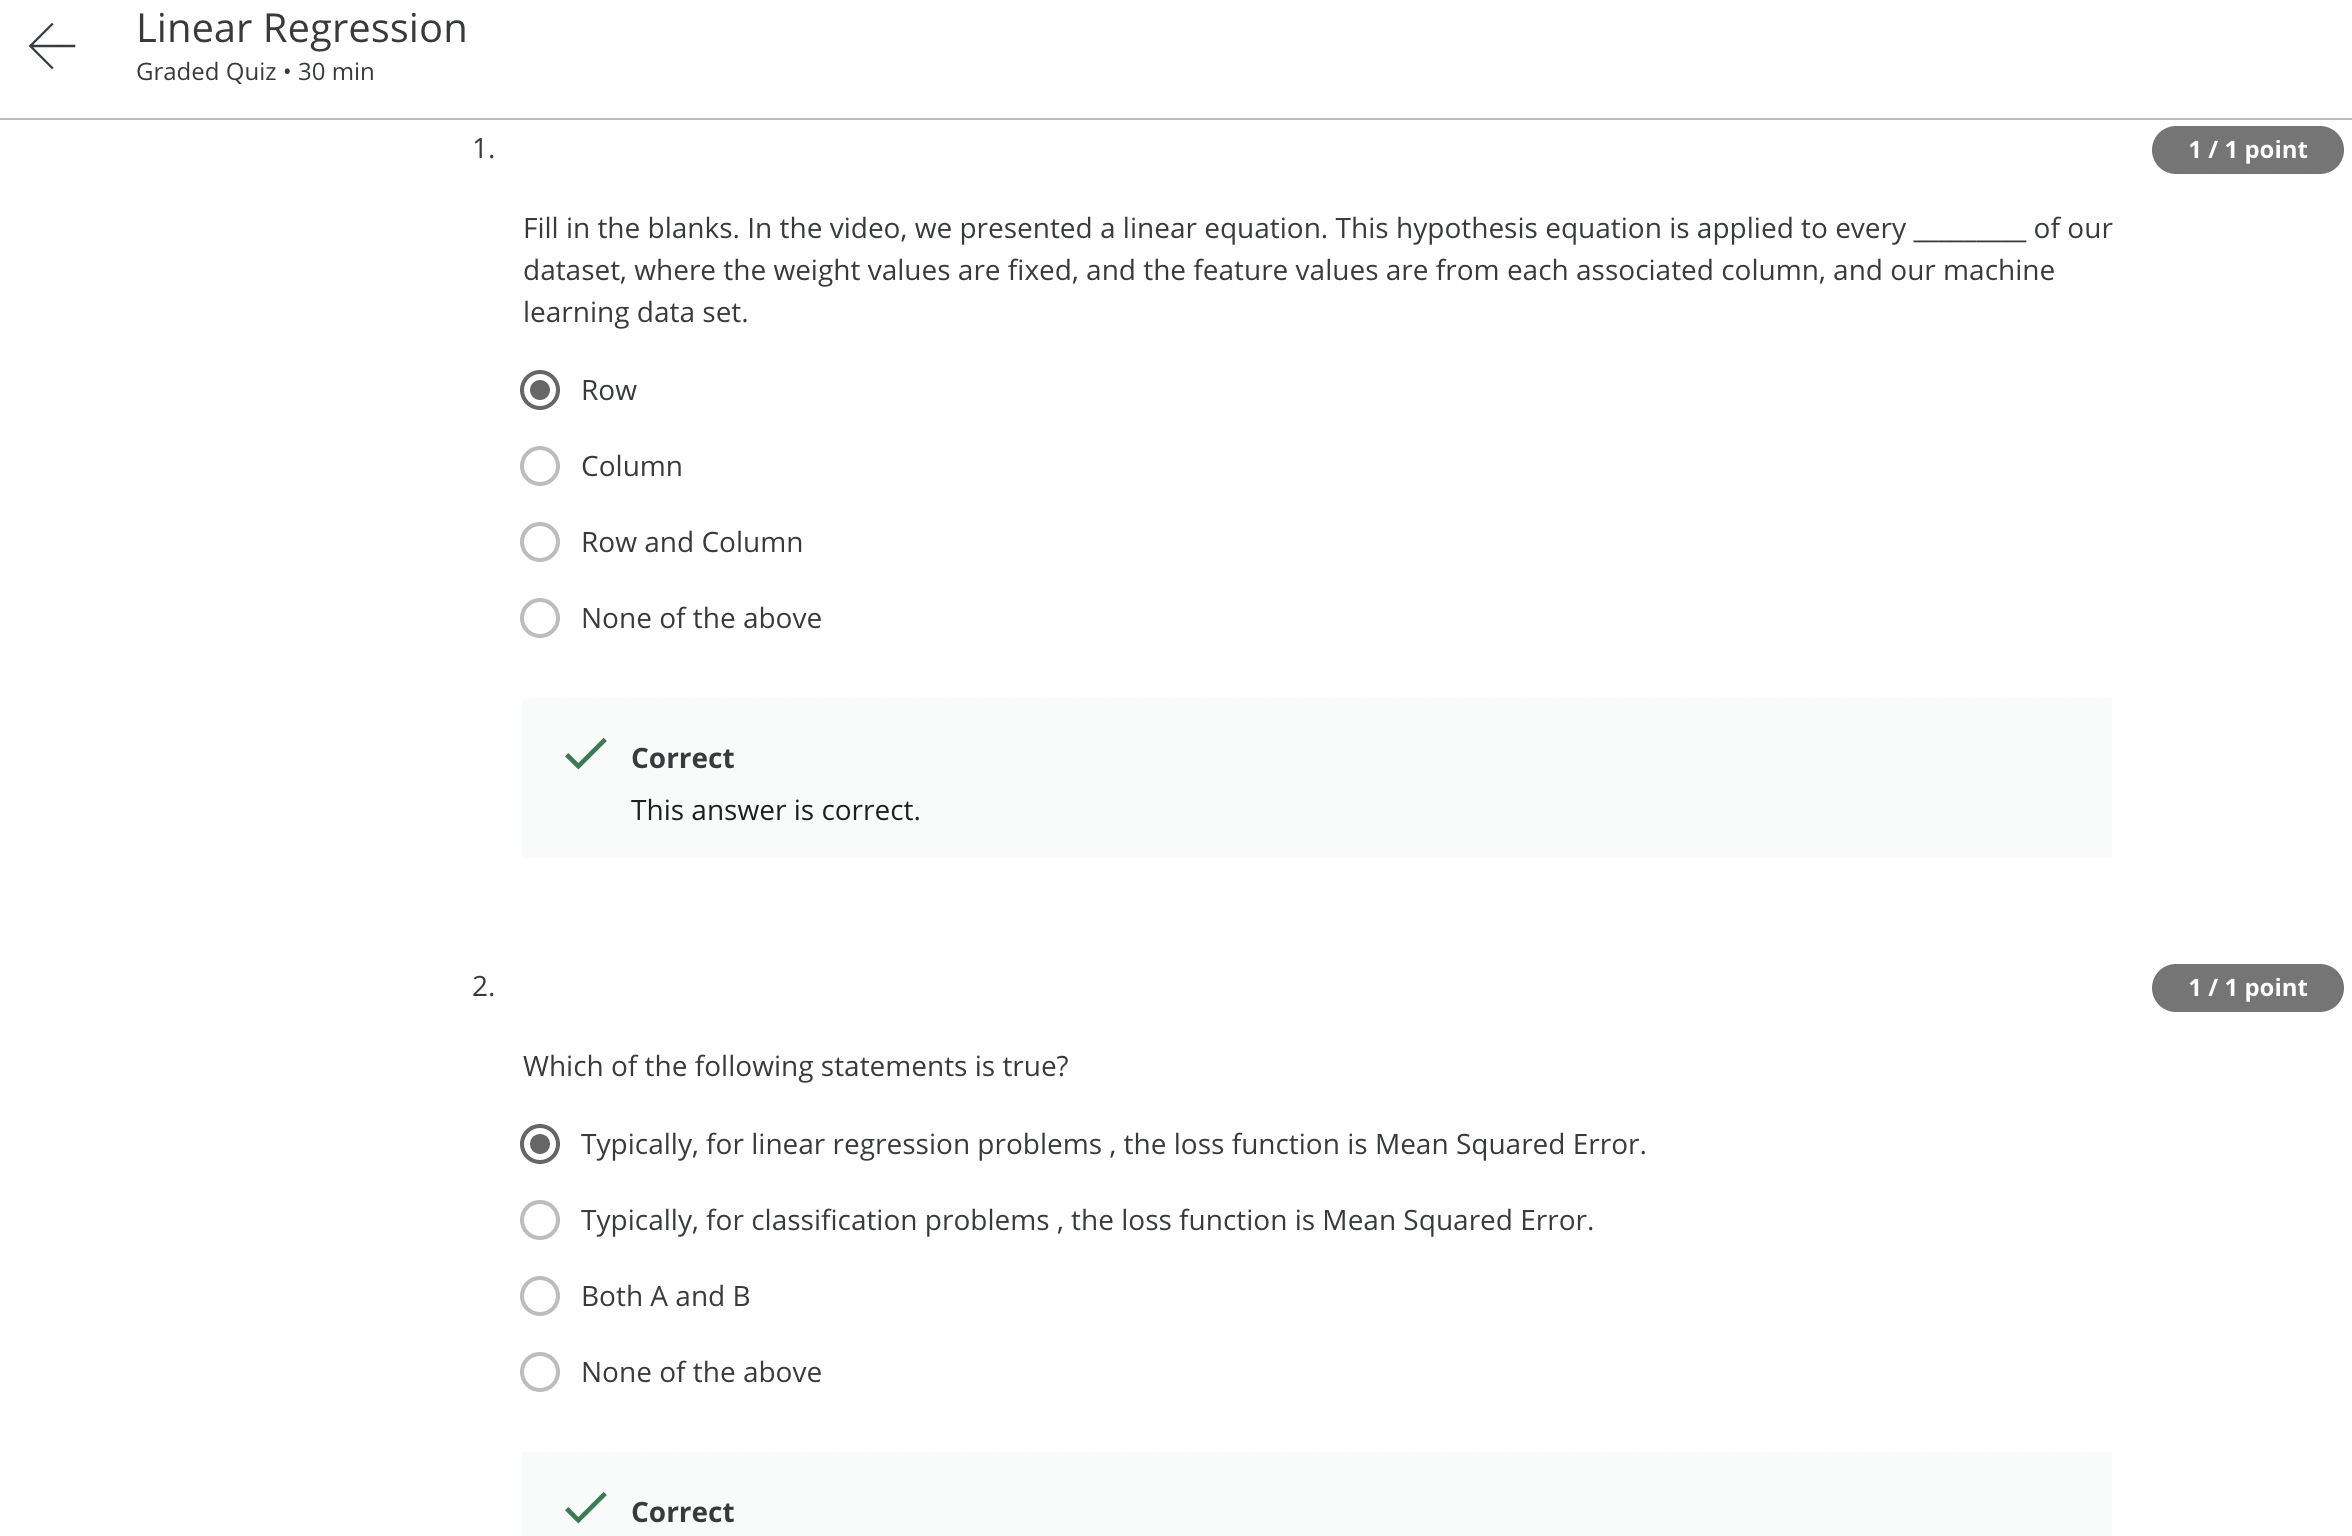 Linear Regression
Graded Quiz • 30 min
1.
1 / 1 point
Fill in the blanks. In the video, we presented a linear equation. This hypothesis equation is applied to every ________ of our
dataset, where the weight values are fixed, and the feature values are from each associated column, and our machine
learning data set.
Row
Column
Row and Column
None of the above
Correct
This answer is correct.
2.
1 / 1 point
Which of the following statements is true?
Typically, for linear regression problems , the loss function is Mean Squared Error.
Typically, for classification problems , the loss function is Mean Squared Error.
Both A and B
None of the above
Correct